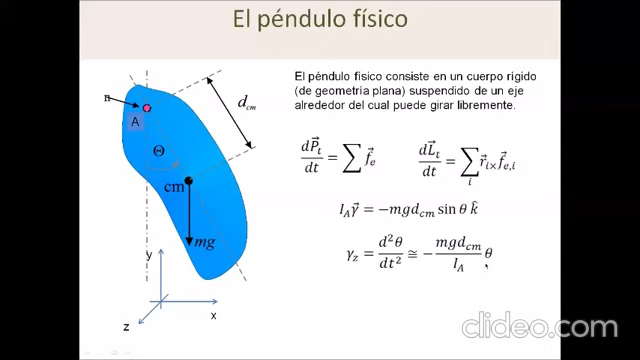 El péndulo físico
El péndulo físico consiste en un cuerpo rígido
(de geometría plana) suspendido de un eje
alrededor del cual puede girar libremente.
n
A
d_cm
Θ
cm
mg
y
x
z
dP⃗_t/dt = ∑ f⃗_e
dL⃗_t/dt = ∑_i r⃗_i × f⃗_e,i
I_A γ⃗ = −mgd_cm sin θ k̂
γ_z = d²θ/dt² ≅ − mgd_cm/I_A θ
clideo.com